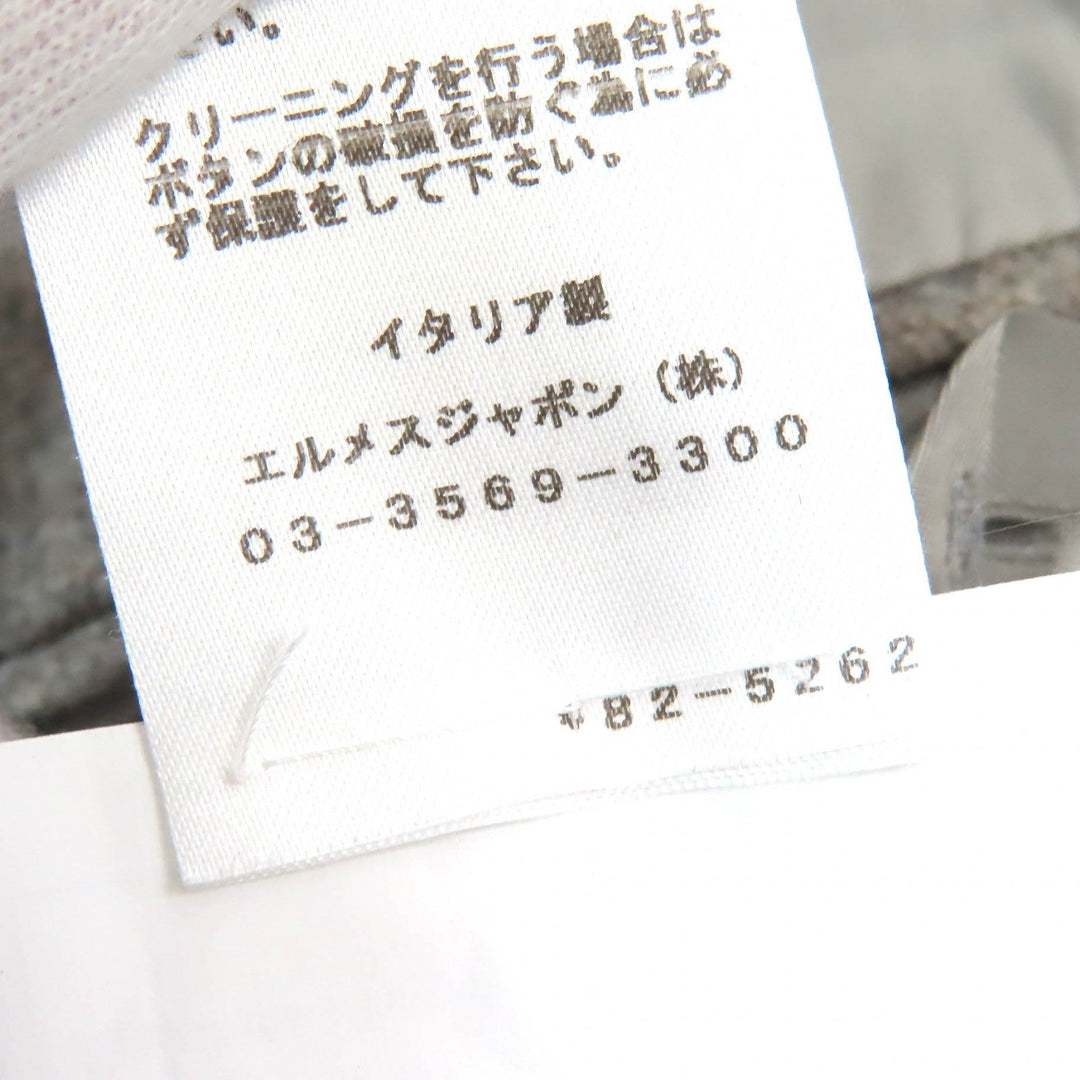 さい。
クリーニングを行う場合は
ボタンの破損を防ぐ為に必
ず保護をして下さい。
イタリア製
エルメスジャポン（株）
03-3569-3300
82-5262